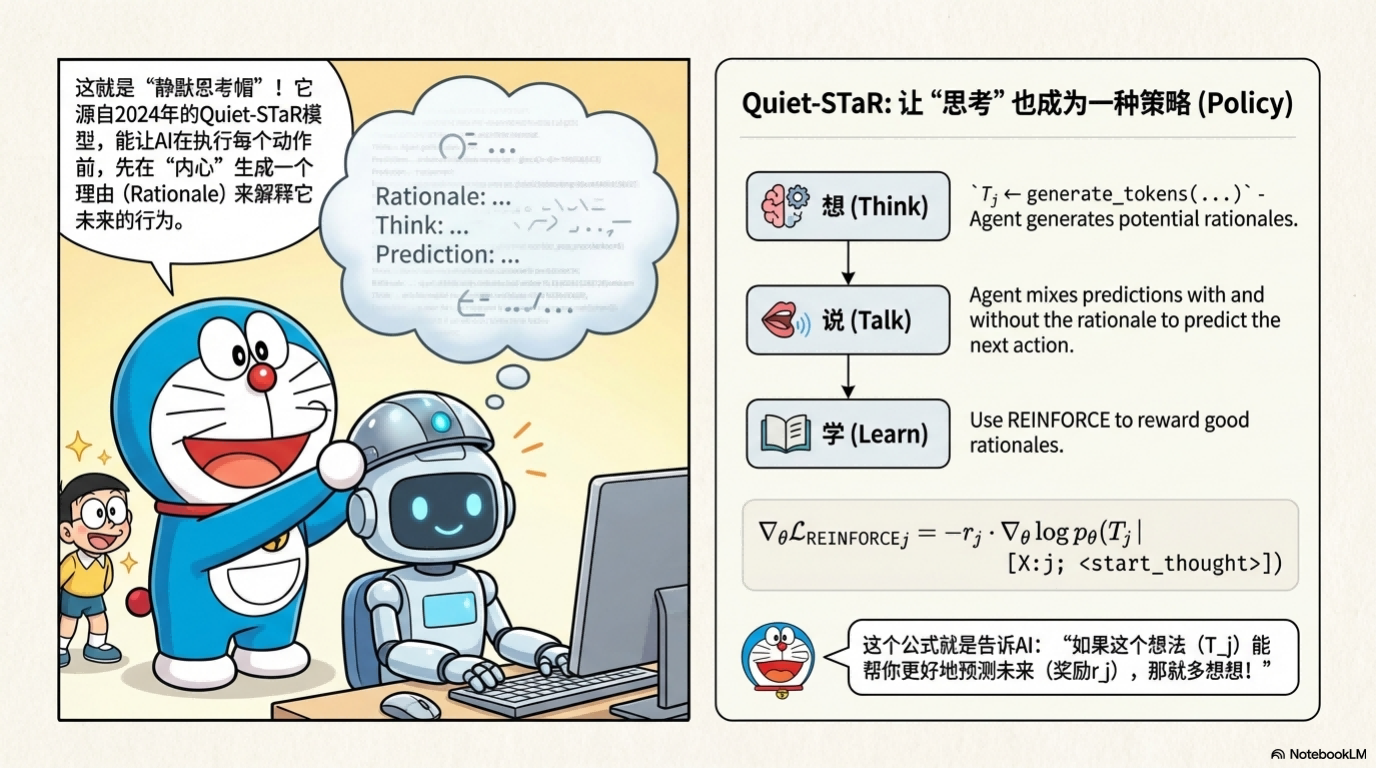 这就是“静默思考帽”！它
源自2024年的Quiet-STaR模
型，能让AI在执行每个动作
前，先在“内心”生成一个
理由（Rationale）来解释它
未来的行为。
Rationale: ...
Think: ...
Prediction: ...
Quiet-STaR: 让“思考”也成为一种策略 (Policy)
想 (Think)
`T_j ← generate_tokens(...)` -
Agent generates potential rationales.
说 (Talk)
Agent mixes predictions with and
without the rationale to predict the
next action.
学 (Learn)
Use REINFORCE to reward good
rationales.
∇θℒREINFORCEj = −rj · ∇θ log pθ(Tj |
[X:j; <start_thought>])
这个公式就是告诉AI：“如果这个想法（T_j）能
帮你更好地预测未来（奖励r_j），那就多想想！”
NotebookLM